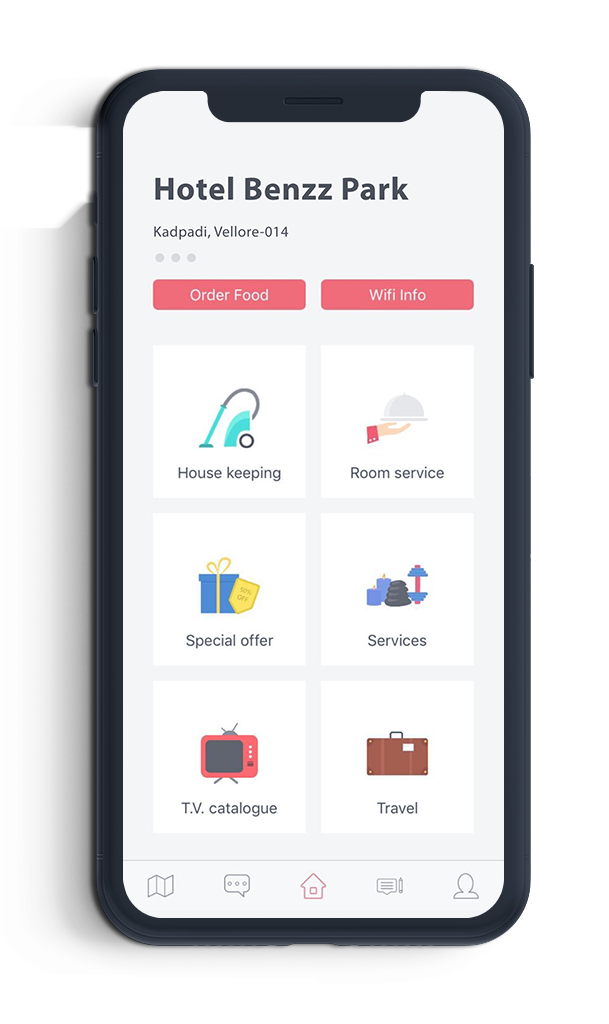 Hotel Benzz Park
Kadpadi, Vellore-014
Order Food
Wifi Info
House keeping
Room service
50%
OFF
Special offer
Services
T.V. catalogue
Travel